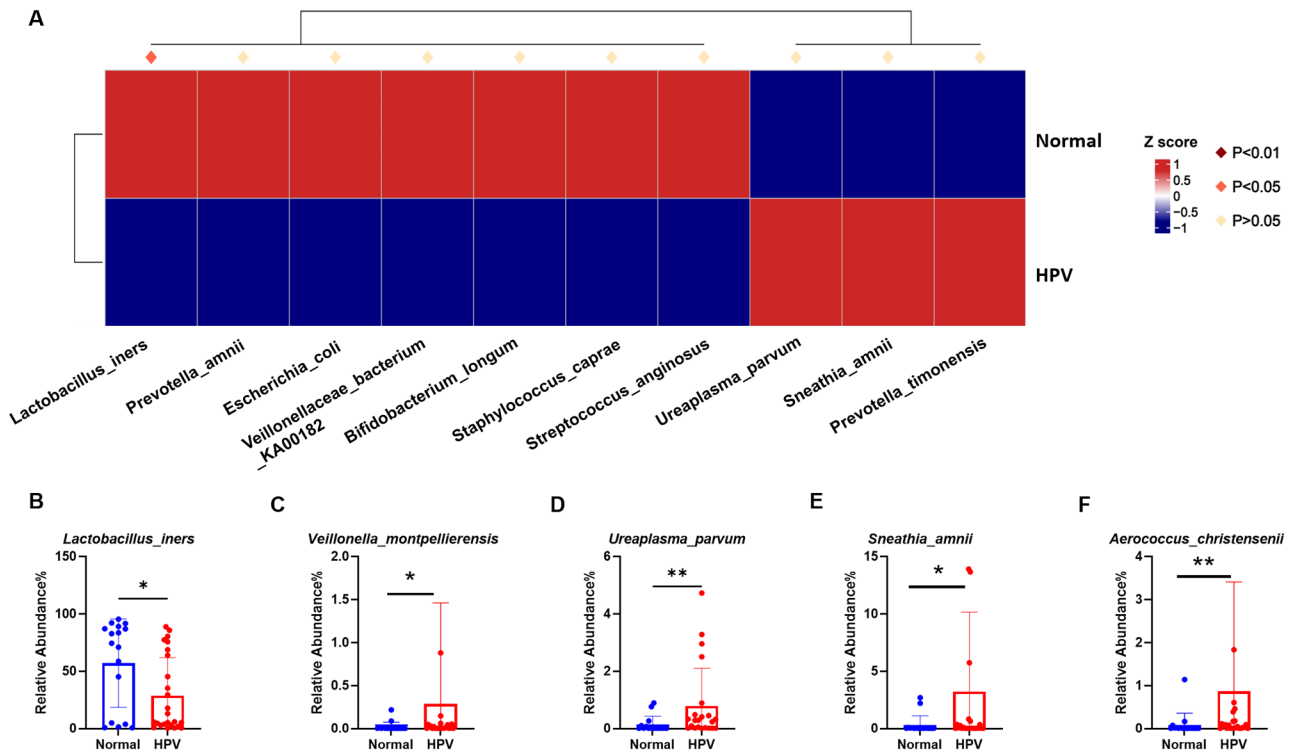 A
Normal
HPV
Z score
1
0.5
0
−0.5
−1
P<0.01
P<0.05
P>0.05
Lactobacillus_iners
Prevotella_amnii
Escherichia_coli
Veillonellaceae_bacterium
_KA00182
Bifidobacterium_longum
Staphylococcus_caprae
Streptococcus_anginosus
Ureaplasma_parvum
Sneathia_amnii
Prevotella_timonensis
B
Lactobacillus_iners
Relative Abundance%
150
100
50
0
*
Normal HPV
C
Veillonella_montpellierensis
Relative Abundance%
2.0
1.5
1.0
0.5
0.0
*
Normal HPV
D
Ureaplasma_parvum
Relative Abundance%
6
4
2
0
**
Normal HPV
E
Sneathia_amnii
Relative Abundance%
15
10
5
0
*
Normal HPV
F
Aerococcus_christensenii
Relative Abundance%
4
3
2
1
0
**
Normal HPV